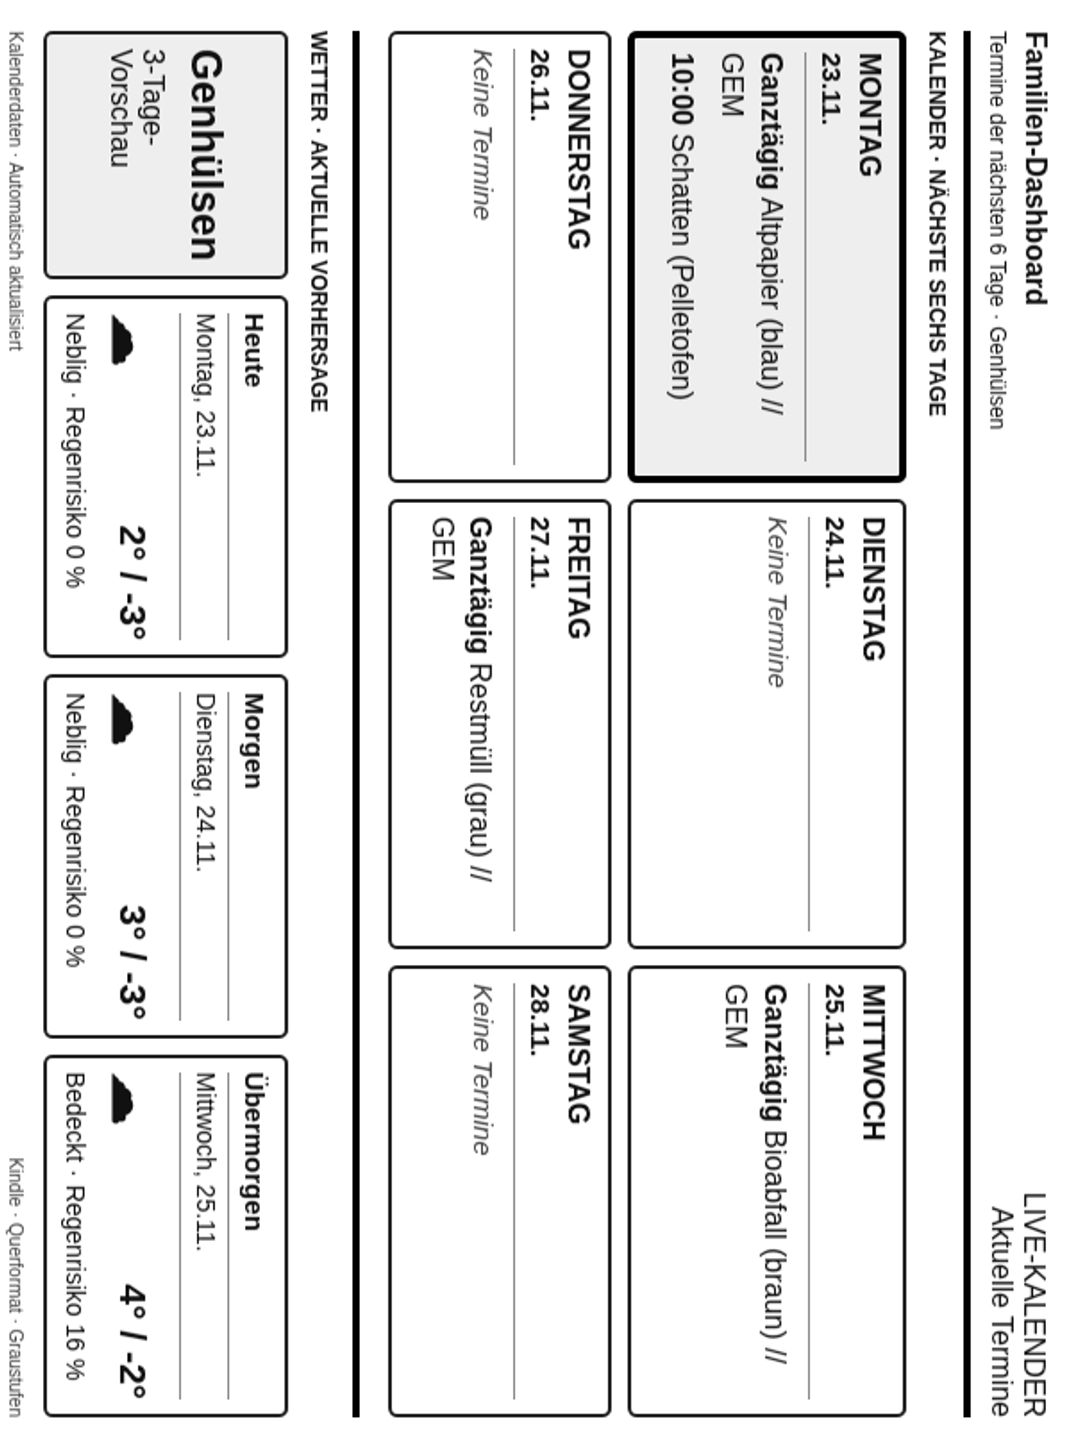 Familien-Dashboard
Termine der nächsten 6 Tage · Genhülsen
LIVE-KALENDER
Aktuelle Termine
KALENDER · NÄCHSTE SECHS TAGE
MONTAG
23.11.
Ganztägig Altpapier (blau) //
GEM
10:00 Schatten (Pelletofen)
DIENSTAG
24.11.
Keine Termine
MITTWOCH
25.11.
Ganztägig Bioabfall (braun) //
GEM
DONNERSTAG
26.11.
Keine Termine
FREITAG
27.11.
Ganztägig Restmüll (grau) //
GEM
SAMSTAG
28.11.
Keine Termine
WETTER · AKTUELLE VORHERSAGE
Genhülsen
3-Tage-
Vorschau
Heute
Montag, 23.11.
2° / -3°
Neblig · Regenrisiko 0 %
Morgen
Dienstag, 24.11.
3° / -3°
Neblig · Regenrisiko 0 %
Übermorgen
Mittwoch, 25.11.
4° / -2°
Bedeckt · Regenrisiko 16 %
Kalenderdaten · Automatisch aktualisiert
Kindle · Querformat · Graustufen